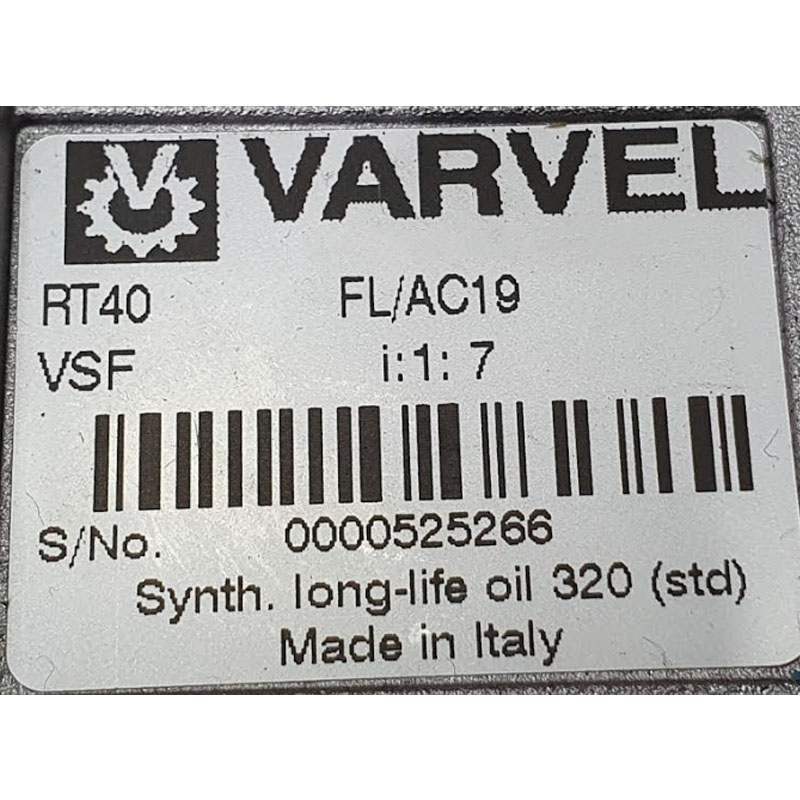 VARVEL
RT40 FL/AC19
VSF i:1: 7
S/No. 0000525266
Synth. long-life oil 320 (std)
Made in Italy